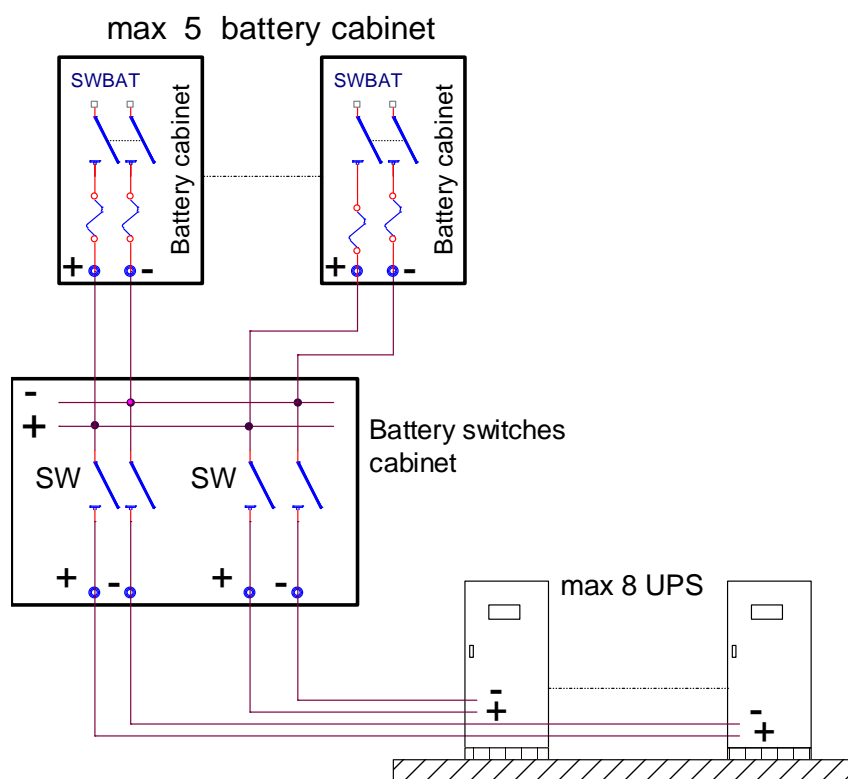 max 5 battery cabinet
SWBAT
Battery cabinet
+ -
SWBAT
Battery cabinet
+ -
-
+
Battery switches
cabinet
SW
SW
+ -
+ -
max 8 UPS
-
+
-
+